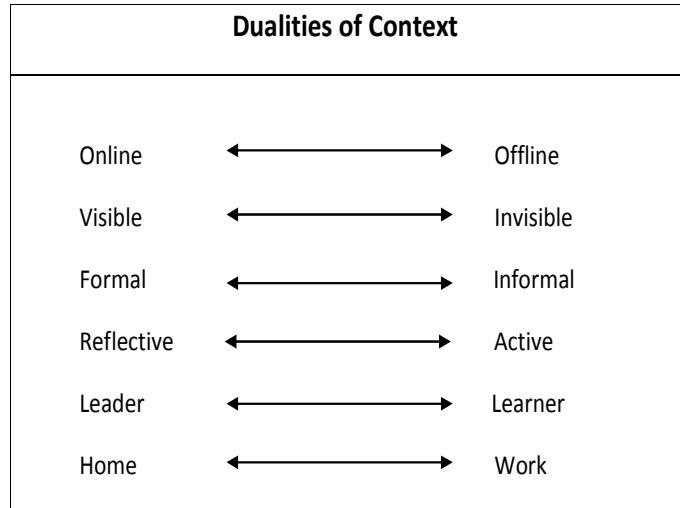 Dualities of Context
Online Offline
Visible Invisible
Formal Informal
Reflective Active
Leader Learner
Home Work